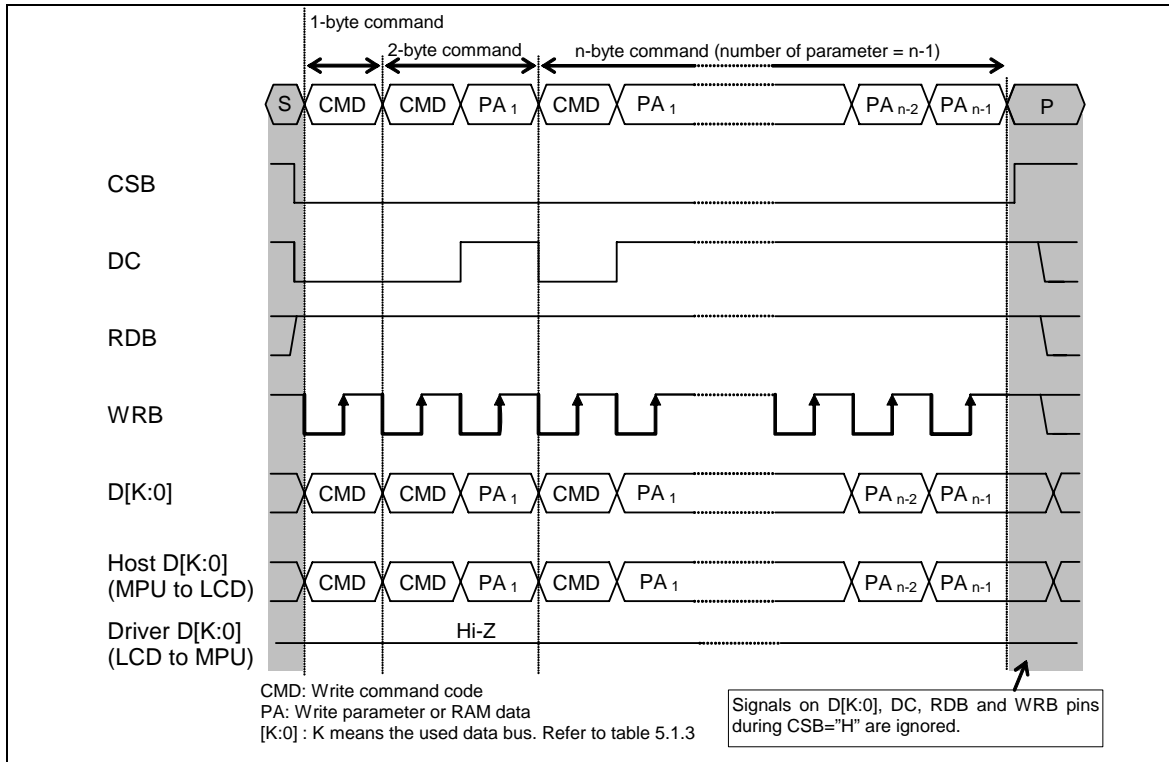 1-byte command
2-byte command
n-byte command (number of parameter = n-1)
S CMD CMD PA 1 CMD PA 1 PA n-2 PA n-1 P
CSB
DC
RDB
WRB
D[K:0] CMD CMD PA 1 CMD PA 1 PA n-2 PA n-1
Host D[K:0]
(MPU to LCD) CMD CMD PA 1 CMD PA 1 PA n-2 PA n-1
Driver D[K:0]
(LCD to MPU) Hi-Z
CMD: Write command code
PA: Write parameter or RAM data
[K:0] : K means the used data bus. Refer to table 5.1.3
Signals on D[K:0], DC, RDB and WRB pins
during CSB=”H” are ignored.